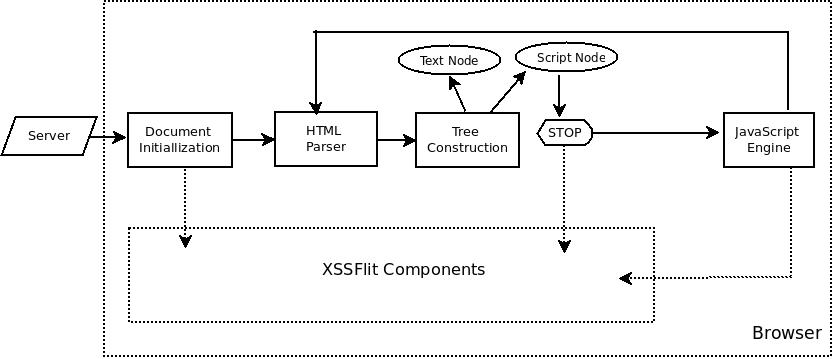 Text Node
Script Node
Server
Document
Initiallization
HTML
Parser
Tree
Construction
STOP
JavaScript
Engine
XSSFlit Components
Browser